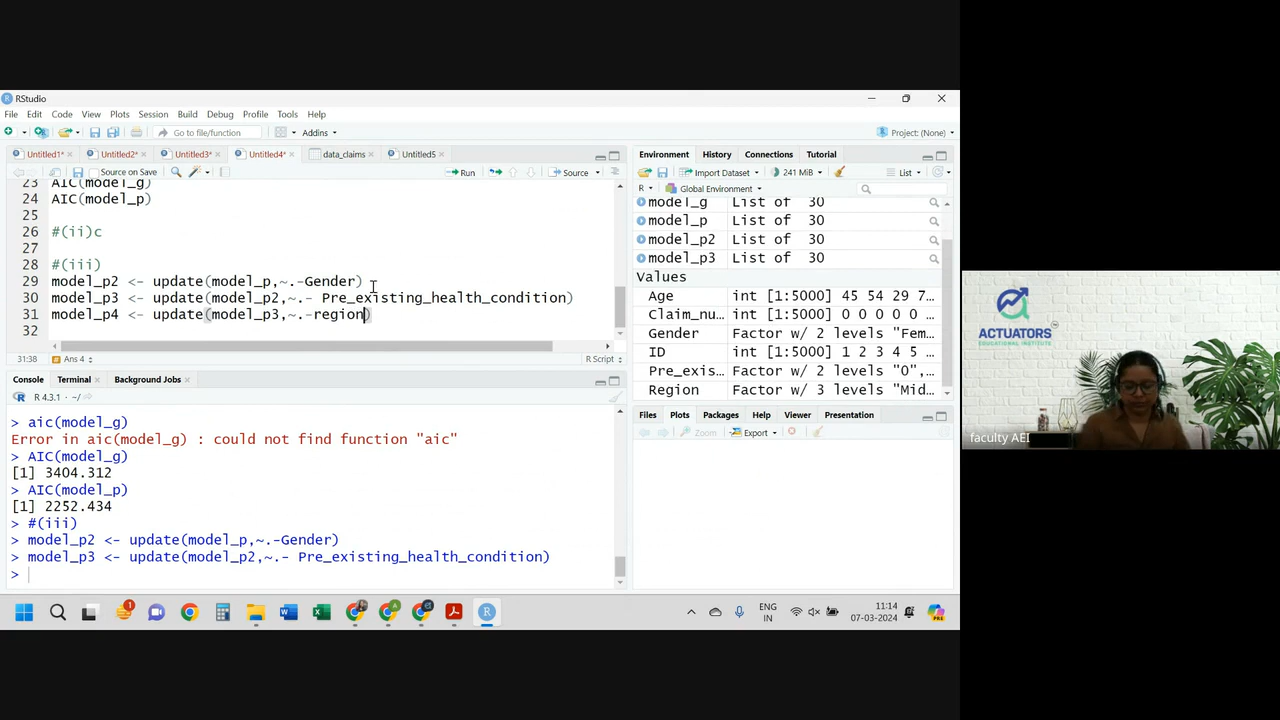 RStudio
File Edit Code View Plots Session Build Debug Profile Tools Help
Go to file/function
Addins
Project: (None)
Untitled1*
Untitled2*
Untitled3*
Untitled4*
data_claims
Untitled5
Source on Save
Run
Source
23 AIC(model_g)
24 AIC(model_p)
25
26 #(ii)c
27
28 #(iii)
29 model_p2 <- update(model_p,~.-Gender)
30 model_p3 <- update(model_p2,~.- Pre_existing_health_condition)
31 model_p4 <- update(model_p3,~.-region)
32
31:38
Ans 4
R Script
Console Terminal Background Jobs
R 4.3.1 · ~/
> aic(model_g)
Error in aic(model_g) : could not find function "aic"
> AIC(model_g)
[1] 3404.312
> AIC(model_p)
[1] 2252.434
> #(iii)
> model_p2 <- update(model_p,~.-Gender)
> model_p3 <- update(model_p2,~.- Pre_existing_health_condition)
>
Environment History Connections Tutorial
Import Dataset
241 MiB
List
R
Global Environment
model_g List of 30
model_p List of 30
model_p2 List of 30
model_p3 List of 30
Values
Age int [1:5000] 45 54 29 7…
Claim_nu… int [1:5000] 0 0 0 0 0 …
Gender Factor w/ 2 levels "Fem…
ID int [1:5000] 1 2 3 4 5 …
Pre_exis… Factor w/ 2 levels "0",…
Region Factor w/ 3 levels "Mid…
Files Plots Packages Help Viewer Presentation
Zoom
Export
1
ENG
IN
11:14
07-03-2024
PRE
ACTUATORS
EDUCATIONAL INSTITUTE
faculty AEI